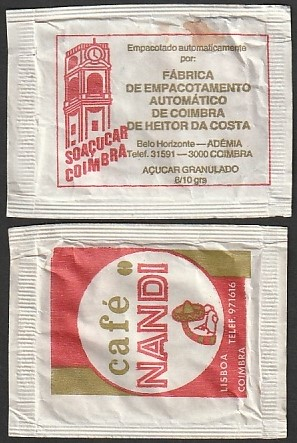 Empacotado automaticamente
por:
FÁBRICA
DE EMPACOTAMENTO
AUTOMÁTICO
DE COIMBRA
DE HEITOR DA COSTA
Belo Horizonte — ADÉMIA
Telef. 31591 — 3000 COIMBRA
AÇUCAR GRANULADO
8/10 grs
SOAÇUCAR
COIMBRA
café
NANDI
LISBOA TELEF. 971616
COIMBRA